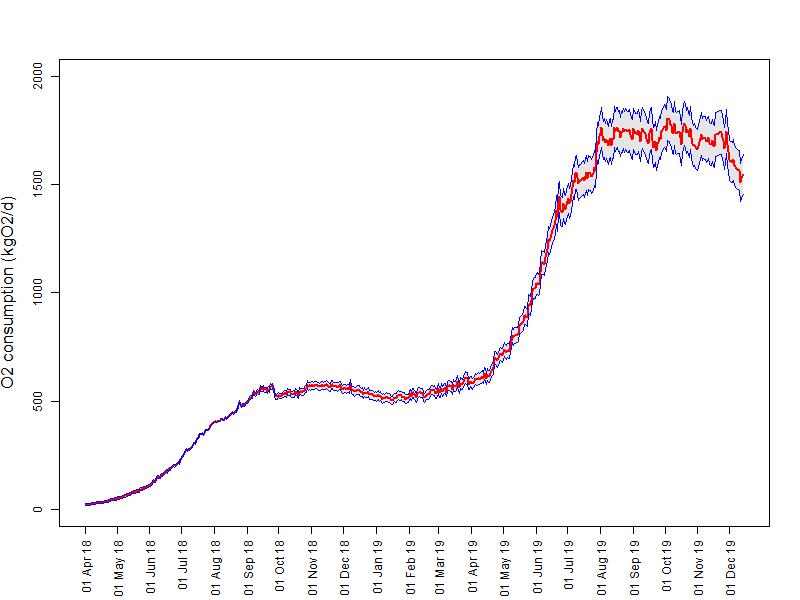 O2 consumption (kgO2/d)
2000
1500
1000
500
0
01 Apr 18
01 May 18
01 Jun 18
01 Jul 18
01 Aug 18
01 Sep 18
01 Oct 18
01 Nov 18
01 Dec 18
01 Jan 19
01 Feb 19
01 Mar 19
01 Apr 19
01 May 19
01 Jun 19
01 Jul 19
01 Aug 19
01 Sep 19
01 Oct 19
01 Nov 19
01 Dec 19